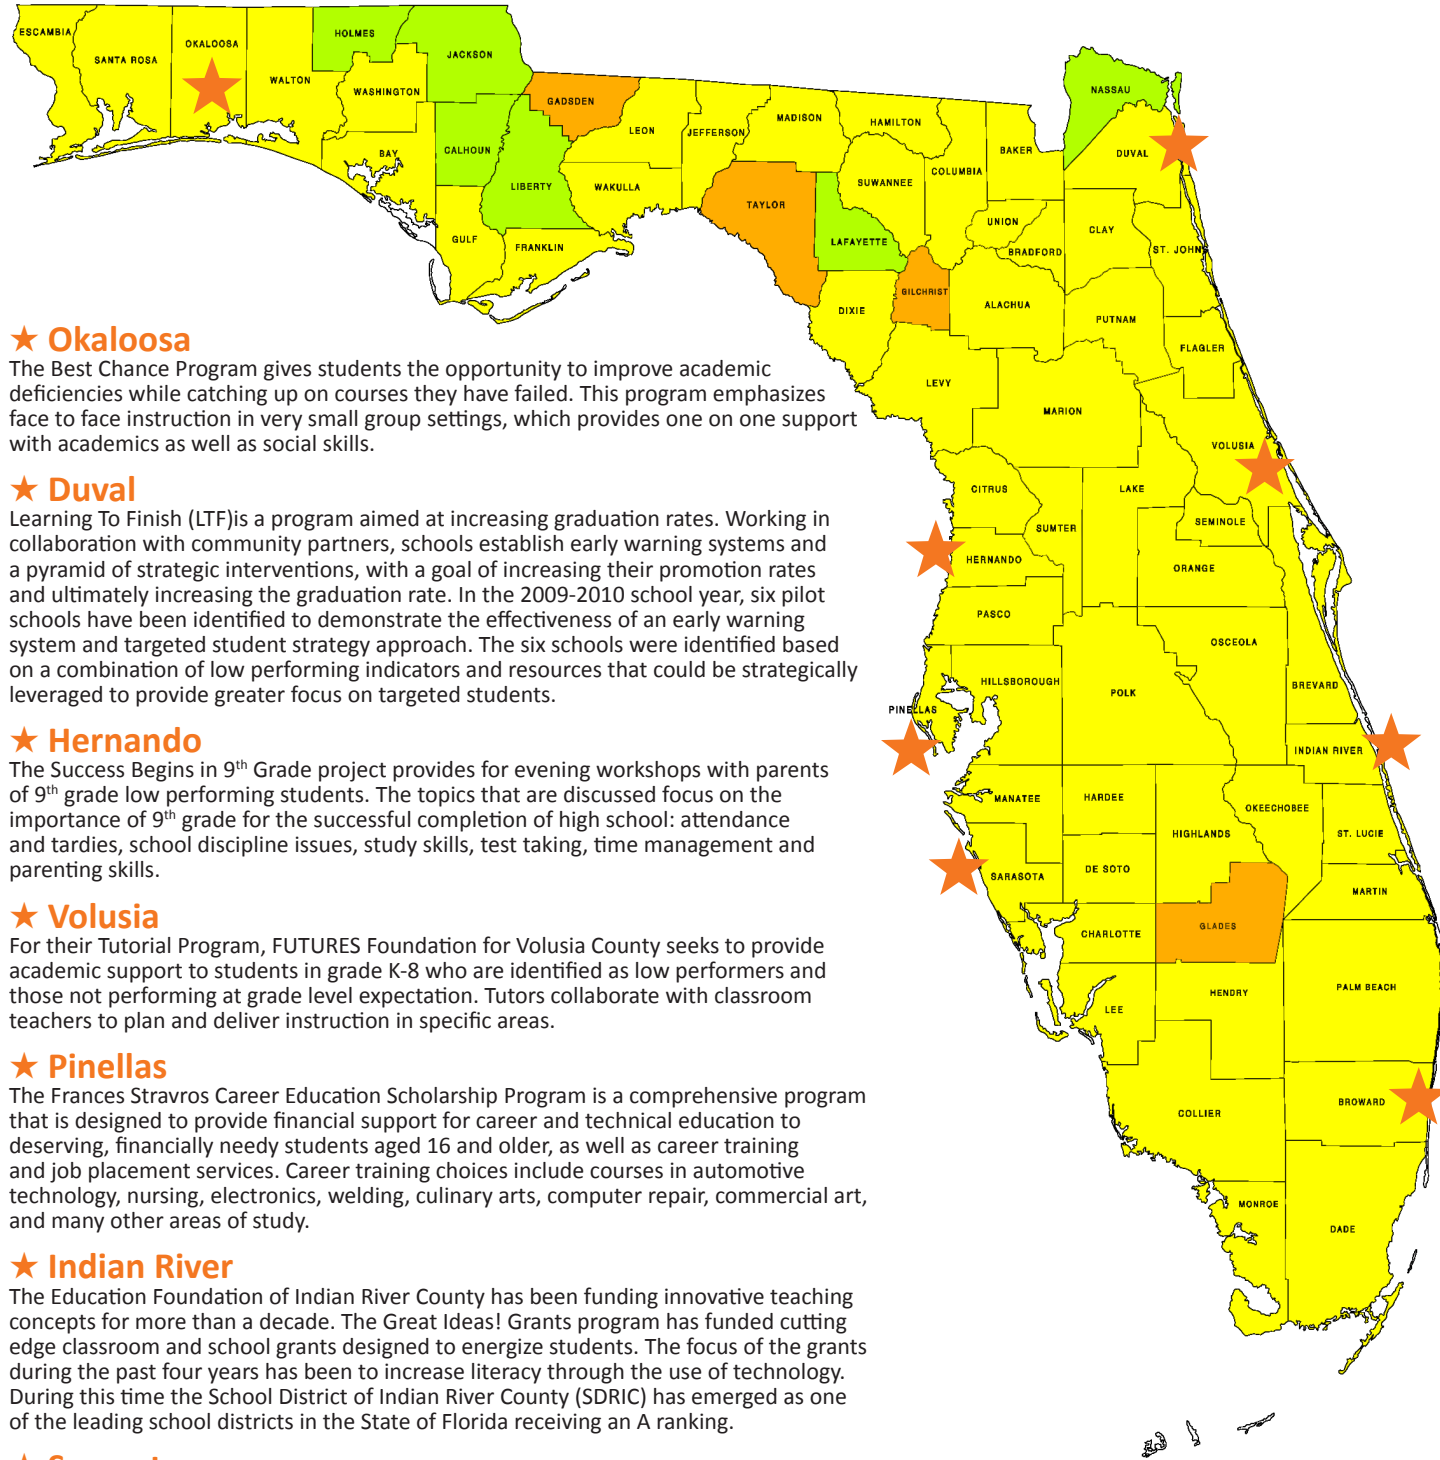 ESCAMBIA
SANTA ROSA
OKALOOSA
WALTON
HOLMES
WASHINGTON
JACKSON
BAY
CALHOUN
GULF
LIBERTY
FRANKLIN
GADSDEN
LEON
WAKULLA
JEFFERSON
MADISON
TAYLOR
HAMILTON
SUWANNEE
LAFAYETTE
DIXIE
COLUMBIA
GILCHRIST
BAKER
UNION
BRADFORD
ALACHUA
NASSAU
DUVAL
CLAY
ST. JOHNS
PUTNAM
FLAGLER
LEVY
MARION
VOLUSIA
CITRUS
SUMTER
LAKE
SEMINOLE
HERNANDO
ORANGE
PASCO
OSCEOLA
HILLSBOROUGH
POLK
BREVARD
PINELLAS
INDIAN RIVER
MANATEE
HARDEE
OKEECHOBEE
HIGHLANDS
ST. LUCIE
SARASOTA
DE SOTO
MARTIN
CHARLOTTE
GLADES
LEE
HENDRY
PALM BEACH
COLLIER
BROWARD
MONROE
DADE
★ Okaloosa
The Best Chance Program gives students the opportunity to improve academic
deficiencies while catching up on courses they have failed. This program emphasizes
face to face instruction in very small group settings, which provides one on one support
with academics as well as social skills.
★ Duval
Learning To Finish (LTF)is a program aimed at increasing graduation rates. Working in
collaboration with community partners, schools establish early warning systems and
a pyramid of strategic interventions, with a goal of increasing their promotion rates
and ultimately increasing the graduation rate. In the 2009-2010 school year, six pilot
schools have been identified to demonstrate the effectiveness of an early warning
system and targeted student strategy approach. The six schools were identified based
on a combination of low performing indicators and resources that could be strategically
leveraged to provide greater focus on targeted students.
★ Hernando
The Success Begins in 9th Grade project provides for evening workshops with parents
of 9th grade low performing students. The topics that are discussed focus on the
importance of 9th grade for the successful completion of high school: attendance
and tardies, school discipline issues, study skills, test taking, time management and
parenting skills.
★ Volusia
For their Tutorial Program, FUTURES Foundation for Volusia County seeks to provide
academic support to students in grade K-8 who are identified as low performers and
those not performing at grade level expectation. Tutors collaborate with classroom
teachers to plan and deliver instruction in specific areas.
★ Pinellas
The Frances Stravros Career Education Scholarship Program is a comprehensive program
that is designed to provide financial support for career and technical education to
deserving, financially needy students aged 16 and older, as well as career training
and job placement services. Career training choices include courses in automotive
technology, nursing, electronics, welding, culinary arts, computer repair, commercial art,
and many other areas of study.
★ Indian River
The Education Foundation of Indian River County has been funding innovative teaching
concepts for more than a decade. The Great Ideas! Grants program has funded cutting
edge classroom and school grants designed to energize students. The focus of the grants
during the past four years has been to increase literacy through the use of technology.
During this time the School District of Indian River County (SDRIC) has emerged as one
of the leading school districts in the State of Florida receiving an A ranking.